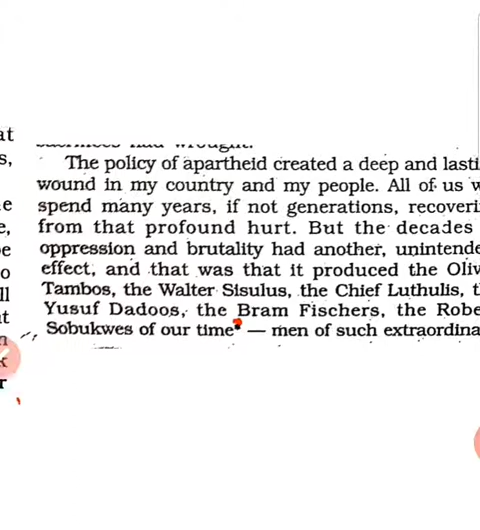 The policy of apartheid created a deep and lasti
wound in my country and my people. All of us w
spend many years, if not generations, recoveri
from that profound hurt. But the decades
oppression and brutality had another, unintende
effect, and that was that it produced the Oliv
Tambos, the Walter Sisulus, the Chief Luthulis, t
Yusuf Dadoos, the Bram Fischers, the Robe
Sobukwes of our time* — men of such extraordina